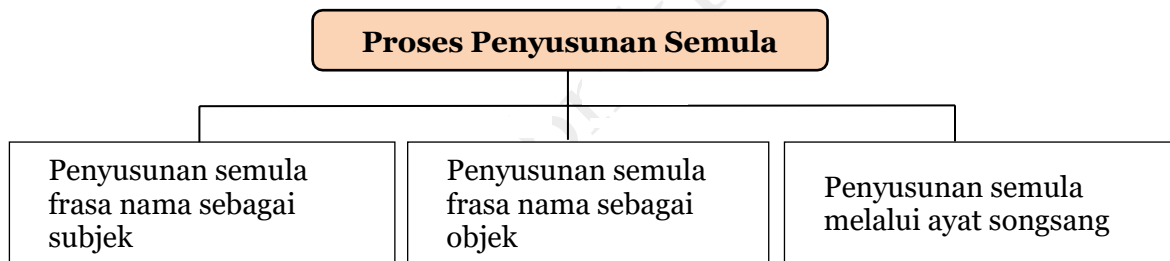 Proses Penyusunan Semula
Penyusunan semula
frasa nama sebagai
subjek
Penyusunan semula
frasa nama sebagai
objek
Penyusunan semula
melalui ayat songsang